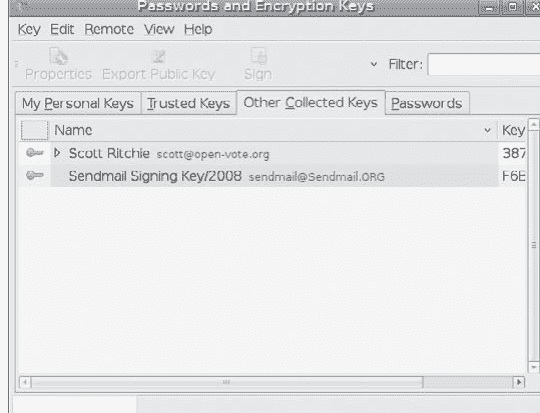 Passwords and Encryption Keys
Key Edit Remote View Help
Properties Export Public Key Sign Filter:
My Personal Keys Trusted Keys Other Collected Keys Passwords
Name Key
Scott Ritchie scott@open-vote.org 387
Sendmail Signing Key/2008 sendmail@Sendmail.ORG F6E